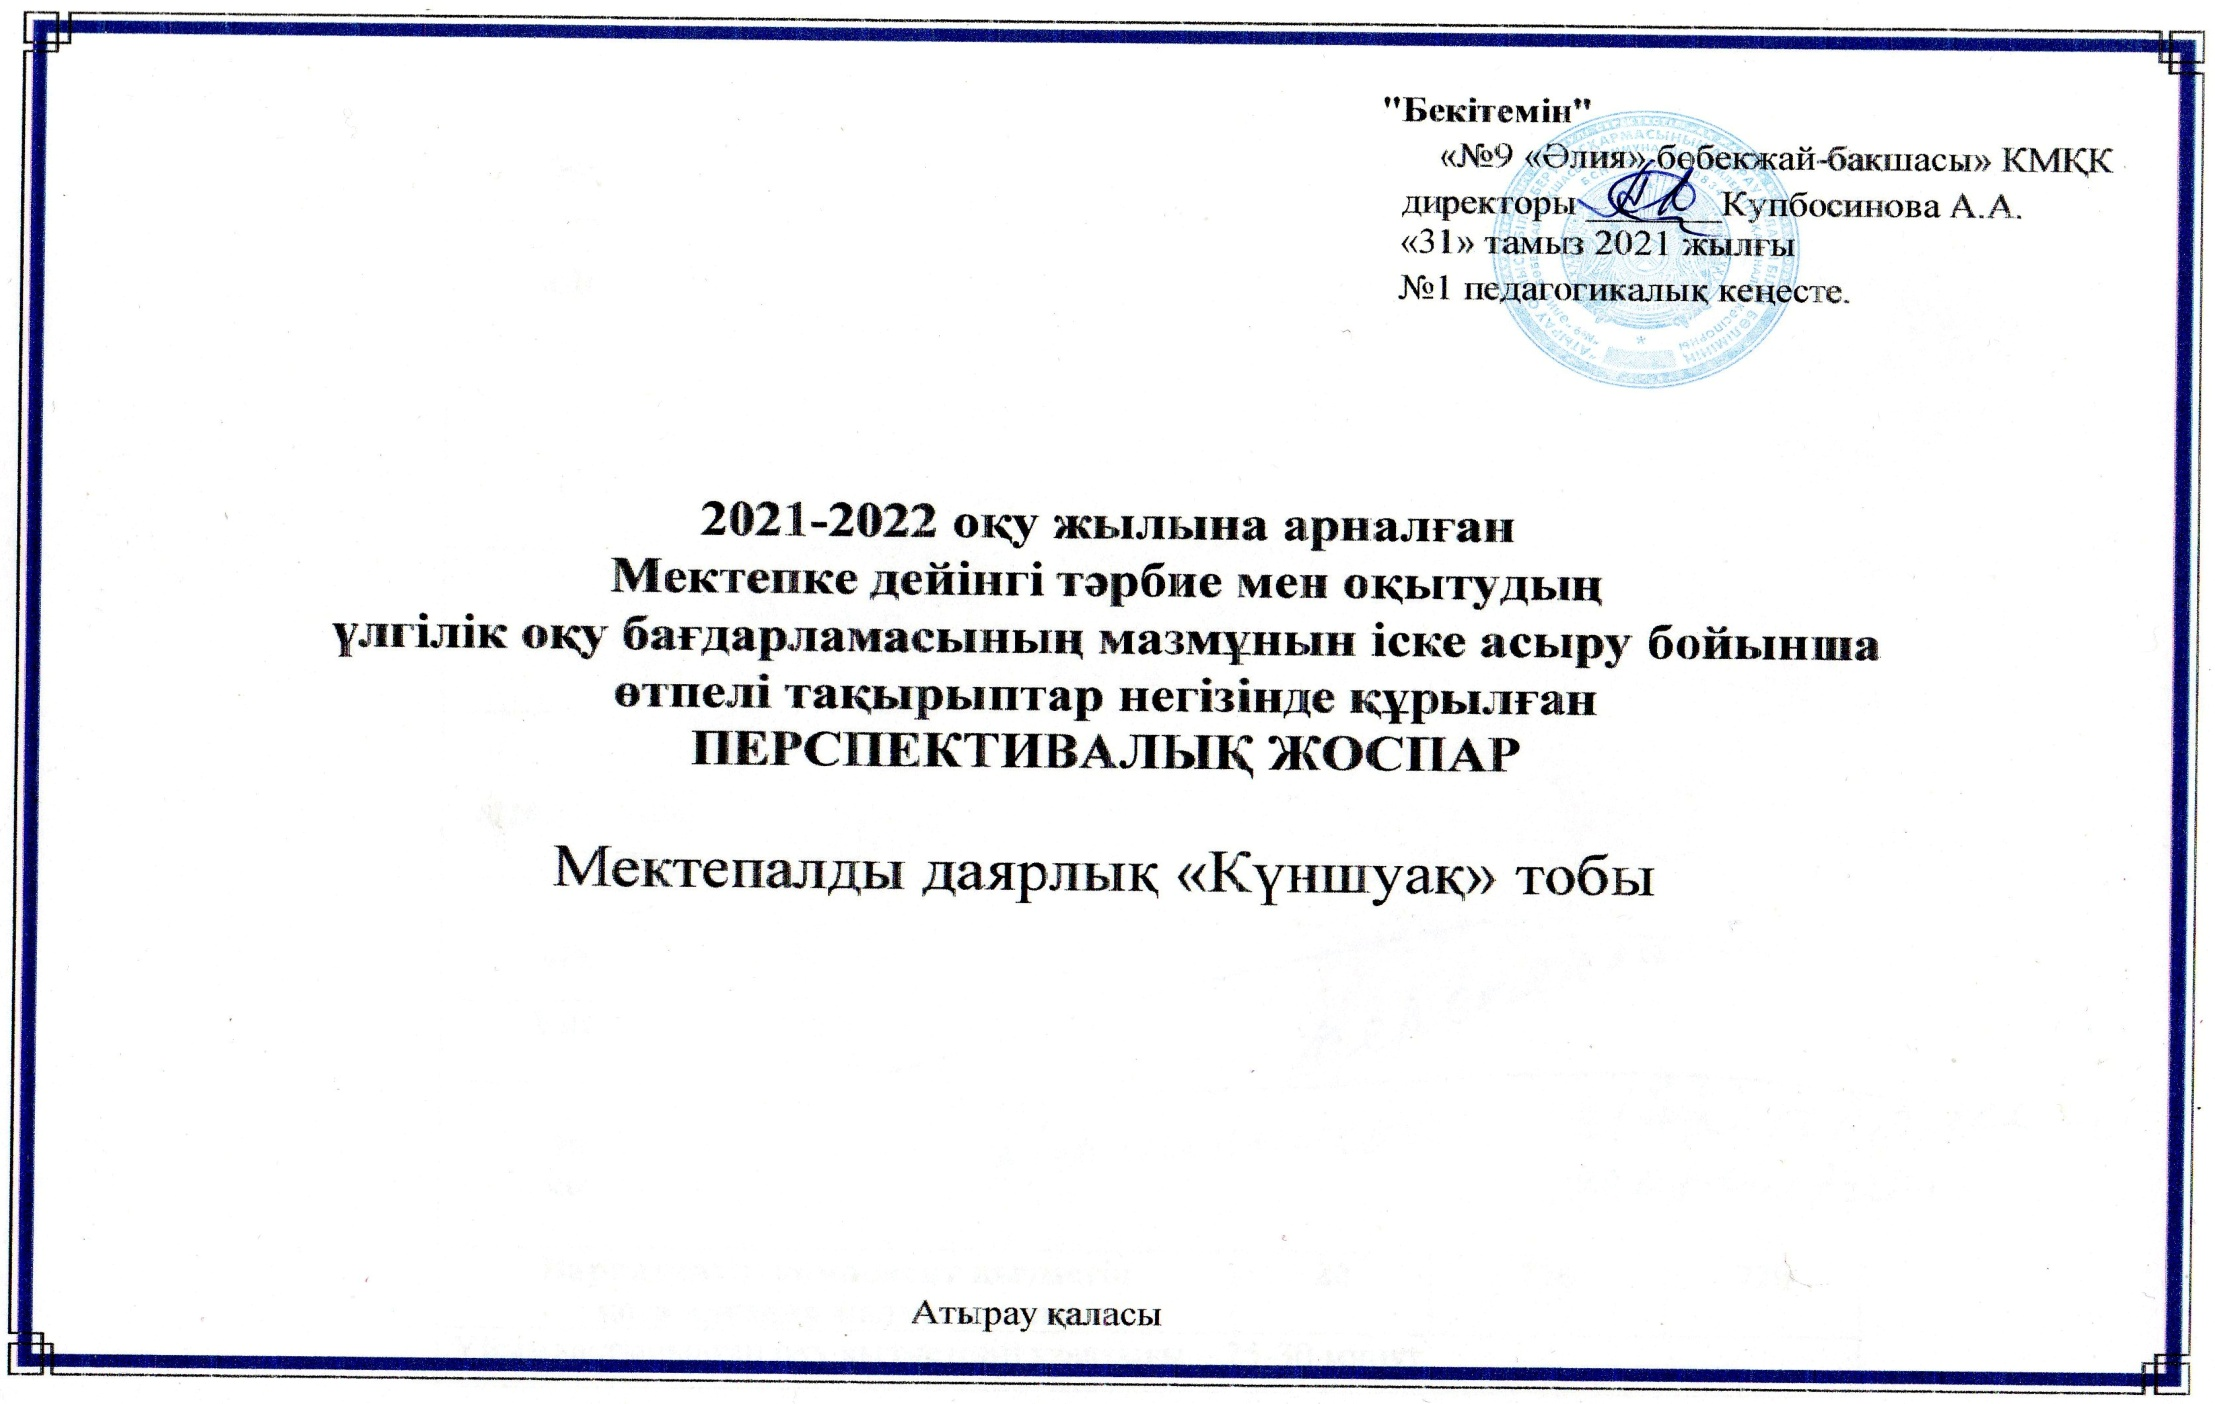 "Бекітемін"
«№9 «Әлия» бөбекжай-бакшасы» КМҚК
директоры ________Купбосинова А.А.
«31» тамыз 2021 жылғы
№1 педагогикалық кеңесте.
2021-2022 оқу жылына арналған
Мектепке дейінгі тәрбие мен оқытудың
үлгілік оқу бағдарламасының мазмұнын іске асыру бойынша
өтпелі тақырыптар негізінде құрылған
ПЕРСПЕКТИВАЛЫҚ ЖОСПАР
Мектепалды даярлық «Күншуақ» тобы
Атырау қаласы